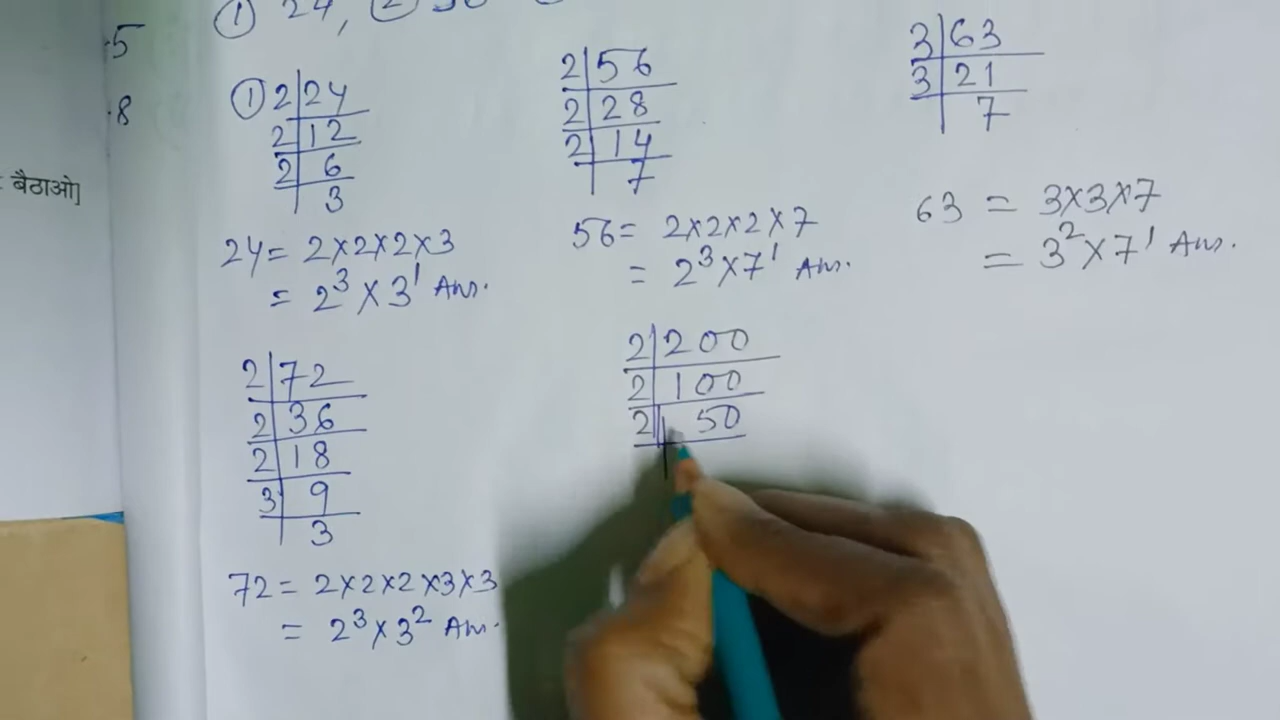 ① 24, ②
.5
.8
बैठाओ]
① 2|24
2|12
2|6
3
24 = 2×2×2×3
= 2³ × 3¹ Ans.
2|56
2|28
2|14
7
56 = 2×2×2×7
= 2³ × 7¹ Ans.
3|63
3|21
7
63 = 3×3×7
= 3² × 7¹ Ans.
2|72
2|36
2|18
3|9
3
72 = 2×2×2×3×3
= 2³ × 3² Ans.
2|200
2|100
2|50